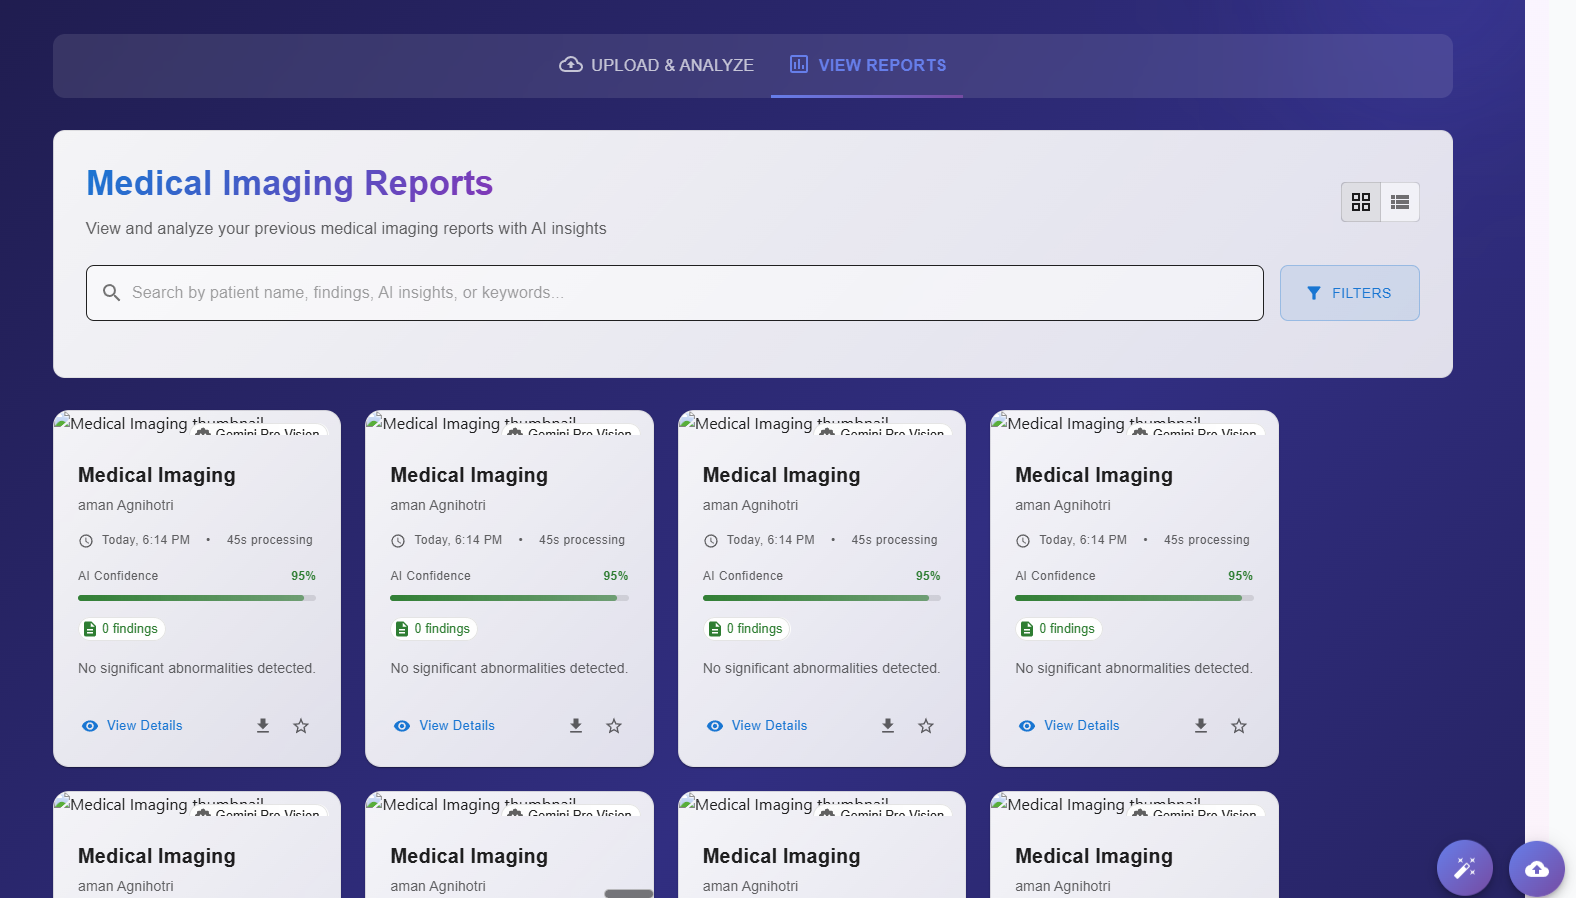 UPLOAD & ANALYZE
VIEW REPORTS
Medical Imaging Reports
View and analyze your previous medical imaging reports with AI insights
Search by patient name, findings, AI insights, or keywords...
FILTERS
Medical Imaging thumbnail
Gemini Pro Vision
Medical Imaging
aman Agnihotri
Today, 6:14 PM • 45s processing
AI Confidence 95%
0 findings
No significant abnormalities detected.
View Details
Medical Imaging thumbnail
Gemini Pro Vision
Medical Imaging
aman Agnihotri
Today, 6:14 PM • 45s processing
AI Confidence 95%
0 findings
No significant abnormalities detected.
View Details
Medical Imaging thumbnail
Gemini Pro Vision
Medical Imaging
aman Agnihotri
Today, 6:14 PM • 45s processing
AI Confidence 95%
0 findings
No significant abnormalities detected.
View Details
Medical Imaging thumbnail
Gemini Pro Vision
Medical Imaging
aman Agnihotri
Today, 6:14 PM • 45s processing
AI Confidence 95%
0 findings
No significant abnormalities detected.
View Details
Medical Imaging thumbnail
Gemini Pro Vision
Medical Imaging
aman Agnihotri
Medical Imaging thumbnail
Gemini Pro Vision
Medical Imaging
aman Agnihotri
Medical Imaging thumbnail
Gemini Pro Vision
Medical Imaging
aman Agnihotri
Medical Imaging thumbnail
Gemini Pro Vision
Medical Imaging
aman Agnihotri